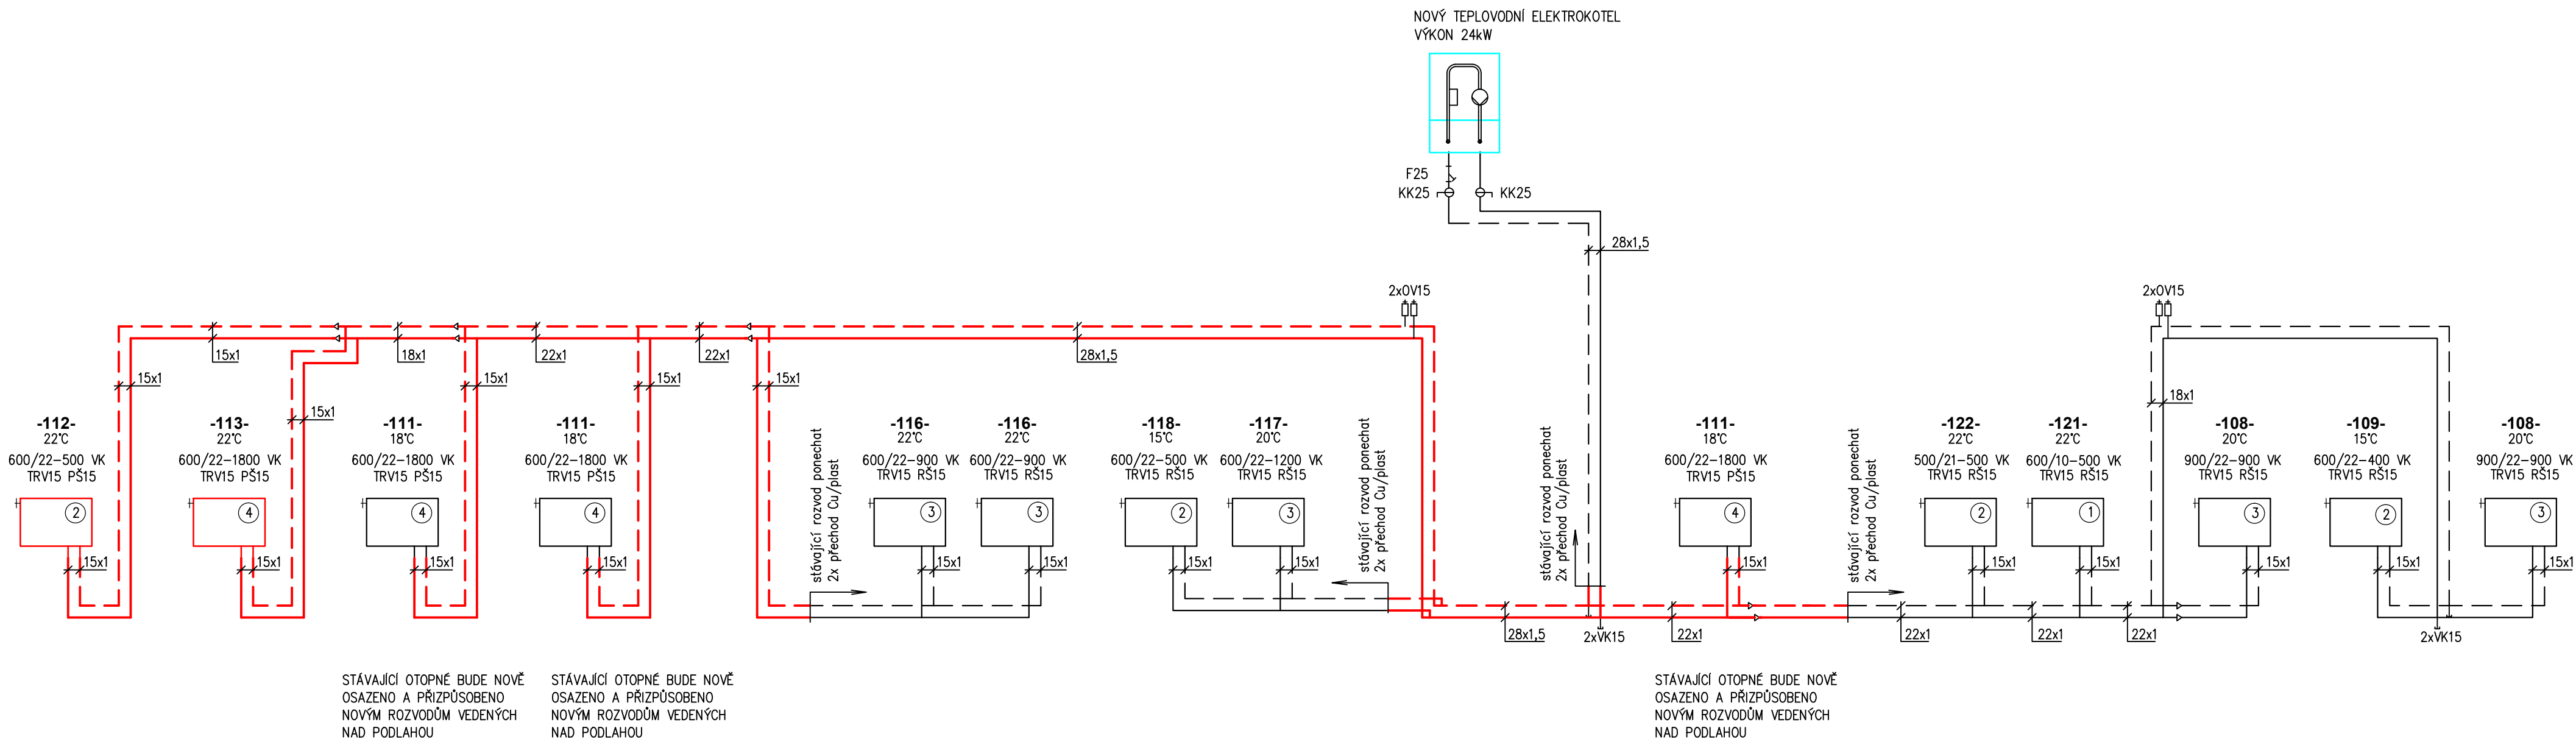 NOVÝ TEPLOVODNÍ ELEKTROKOTEL
VÝKON 24kW
F25
KK25
KK25
28x1,5
2xOV15
2xOV15
15x1
18x1
22x1
22x1
28x1,5
15x1
15x1
15x1
15x1
15x1
18x1
-112-
22°C
600/22-500 VK
TRV15 PŠ15
2
15x1
-113-
22°C
600/22-1800 VK
TRV15 PŠ15
4
15x1
-111-
18°C
600/22-1800 VK
TRV15 PŠ15
4
15x1
-111-
18°C
600/22-1800 VK
TRV15 PŠ15
4
15x1
stávající rozvod ponechat
2x přechod Cu/plast
-116-
22°C
600/22-900 VK
TRV15 RŠ15
3
15x1
-116-
22°C
600/22-900 VK
TRV15 RŠ15
3
15x1
-118-
15°C
600/22-500 VK
TRV15 RŠ15
2
15x1
-117-
20°C
600/22-1200 VK
TRV15 RŠ15
3
15x1
stávající rozvod ponechat
2x přechod Cu/plast
stávající rozvod ponechat
2x přechod Cu/plast
-111-
18°C
600/22-1800 VK
TRV15 PŠ15
4
15x1
stávající rozvod ponechat
2x přechod Cu/plast
-122-
22°C
500/21-500 VK
TRV15 RŠ15
2
15x1
-121-
22°C
600/10-500 VK
TRV15 RŠ15
1
15x1
-108-
20°C
900/22-900 VK
TRV15 RŠ15
3
15x1
-109-
15°C
600/22-400 VK
TRV15 RŠ15
2
15x1
-108-
20°C
900/22-900 VK
TRV15 RŠ15
3
15x1
28x1,5
2xVK15
22x1
22x1
22x1
22x1
2xVK15
STÁVAJÍCÍ OTOPNÉ BUDE NOVĚ
OSAZENO A PŘIZPŮSOBENO
NOVÝM ROZVODŮM VEDENÝCH
NAD PODLAHOU
STÁVAJÍCÍ OTOPNÉ BUDE NOVĚ
OSAZENO A PŘIZPŮSOBENO
NOVÝM ROZVODŮM VEDENÝCH
NAD PODLAHOU
STÁVAJÍCÍ OTOPNÉ BUDE NOVĚ
OSAZENO A PŘIZPŮSOBENO
NOVÝM ROZVODŮM VEDENÝCH
NAD PODLAHOU